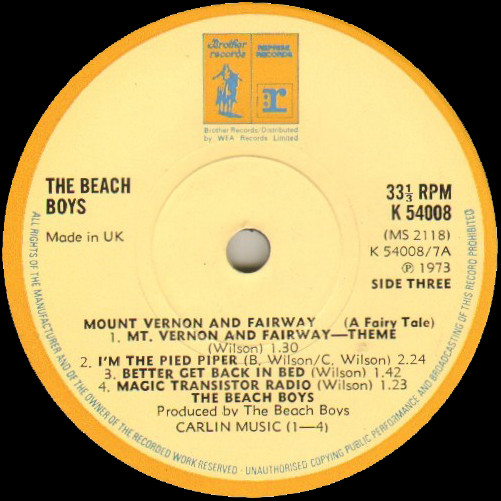 Brother records
REPRISE RECORDS
r
Brother Records/Distributed
by WEA Records Limited
THE BEACH BOYS
Made in UK
33⅓ RPM
K 54008
(MS 2118)
K 54008/7A
℗ 1973
SIDE THREE
MOUNT VERNON AND FAIRWAY (A Fairy Tale)
1. MT. VERNON AND FAIRWAY—THEME
(Wilson) 1.30
2. I'M THE PIED PIPER (B. Wilson/C. Wilson) 2.24
3. BETTER GET BACK IN BED (Wilson) 1.42
4. MAGIC TRANSISTOR RADIO (Wilson) 1.23
THE BEACH BOYS
Produced by The Beach Boys
CARLIN MUSIC (1—4)
ALL RIGHTS OF THE MANUFACTURER AND OF THE OWNER OF THE RECORDED WORK RESERVED · UNAUTHORISED COPYING PUBLIC PERFORMANCE AND BROADCASTING OF THIS RECORD PROHIBITED